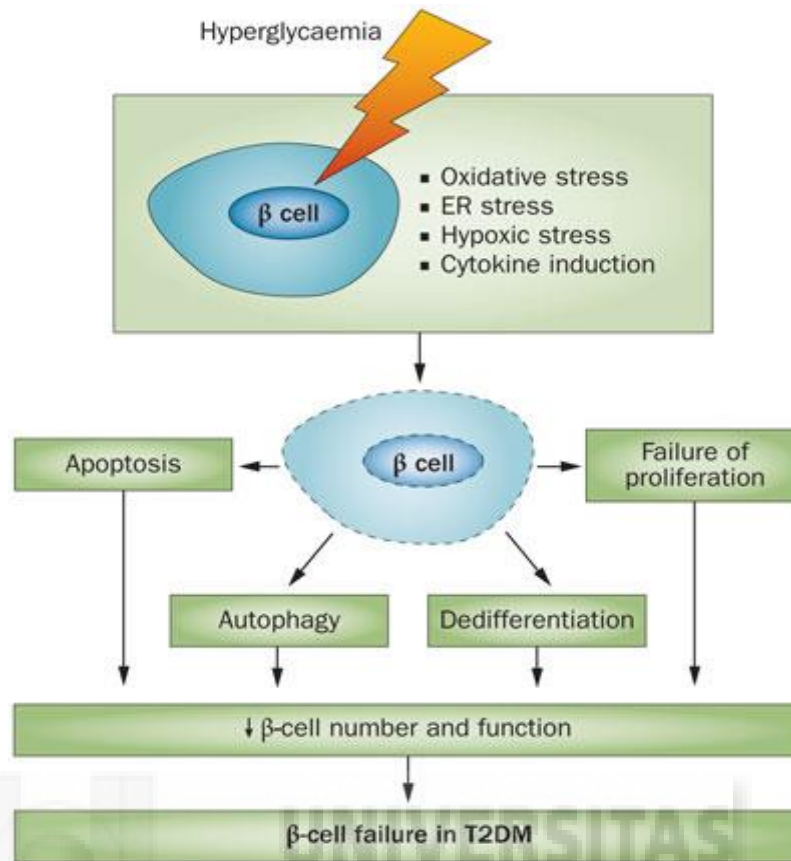 Hyperglycaemia
β cell
▪ Oxidative stress
▪ ER stress
▪ Hypoxic stress
▪ Cytokine induction
β cell
Apoptosis
Failure of
proliferation
Autophagy
Dedifferentiation
↓ β-cell number and function
β-cell failure in T2DM
UNIVERSITAS